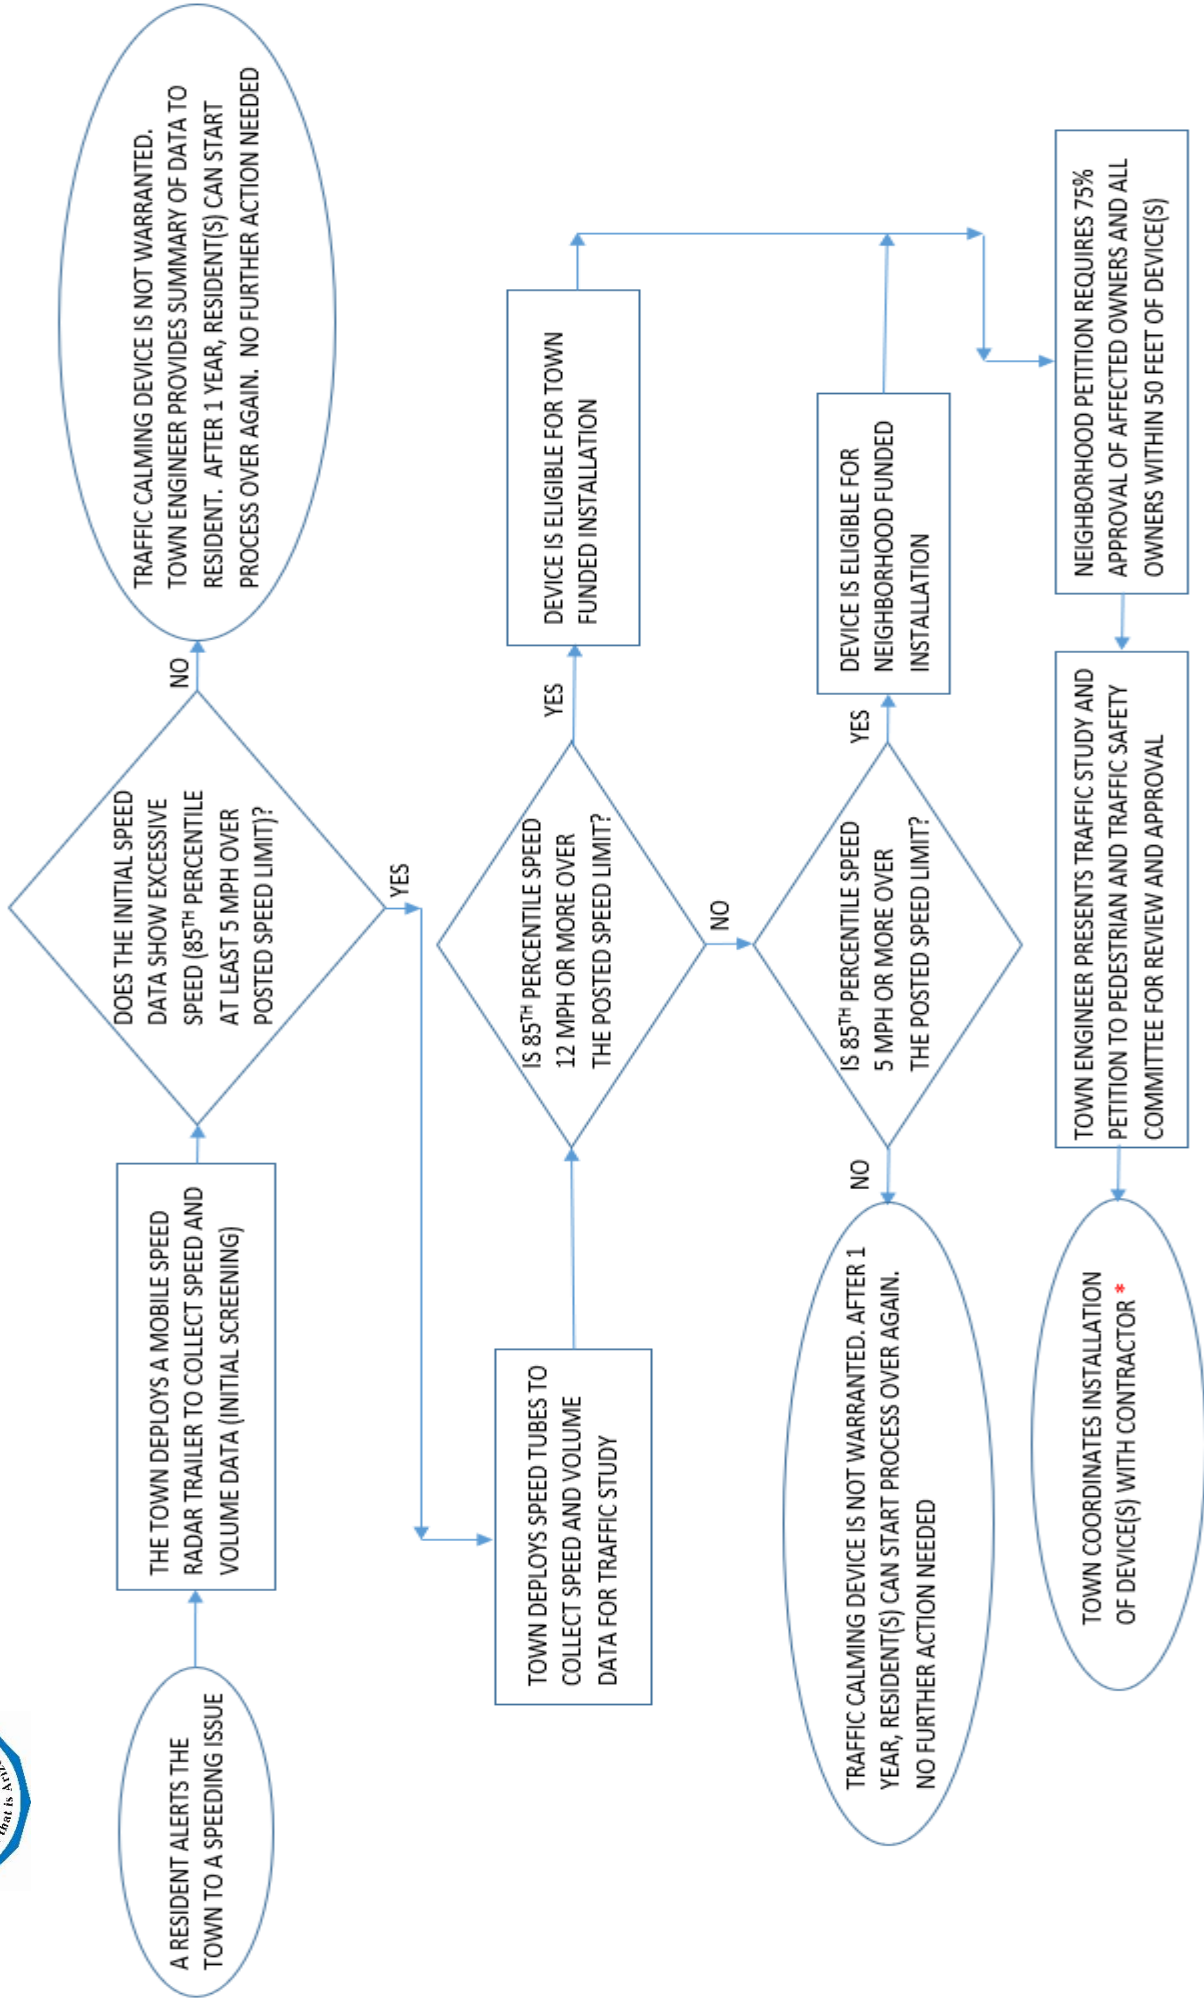 that is Ariz
A RESIDENT ALERTS THE
TOWN TO A SPEEDING ISSUE
THE TOWN DEPLOYS A MOBILE SPEED
RADAR TRAILER TO COLLECT SPEED AND
VOLUME DATA (INITIAL SCREENING)
DOES THE INITIAL SPEED
DATA SHOW EXCESSIVE
SPEED (85TH PERCENTILE
AT LEAST 5 MPH OVER
POSTED SPEED LIMIT)?
NO
TRAFFIC CALMING DEVICE IS NOT WARRANTED.
TOWN ENGINEER PROVIDES SUMMARY OF DATA TO
RESIDENT. AFTER 1 YEAR, RESIDENT(S) CAN START
PROCESS OVER AGAIN. NO FURTHER ACTION NEEDED
YES
TOWN DEPLOYS SPEED TUBES TO
COLLECT SPEED AND VOLUME
DATA FOR TRAFFIC STUDY
IS 85TH PERCENTILE SPEED
12 MPH OR MORE OVER
THE POSTED SPEED LIMIT?
YES
DEVICE IS ELIGIBLE FOR TOWN
FUNDED INSTALLATION
NO
IS 85TH PERCENTILE SPEED
5 MPH OR MORE OVER
THE POSTED SPEED LIMIT?
YES
DEVICE IS ELIGIBLE FOR
NEIGHBORHOOD FUNDED
INSTALLATION
NO
TRAFFIC CALMING DEVICE IS NOT WARRANTED. AFTER 1
YEAR, RESIDENT(S) CAN START PROCESS OVER AGAIN.
NO FURTHER ACTION NEEDED
NEIGHBORHOOD PETITION REQUIRES 75%
APPROVAL OF AFFECTED OWNERS AND ALL
OWNERS WITHIN 50 FEET OF DEVICE(S)
TOWN ENGINEER PRESENTS TRAFFIC STUDY AND
PETITION TO PEDESTRIAN AND TRAFFIC SAFETY
COMMITTEE FOR REVIEW AND APPROVAL
TOWN COORDINATES INSTALLATION
OF DEVICE(S) WITH CONTRACTOR *